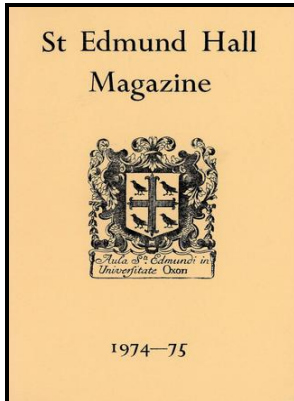 St Edmund Hall
Magazine
Aula Sti Edmundi in
Universitate Oxon
1974—75